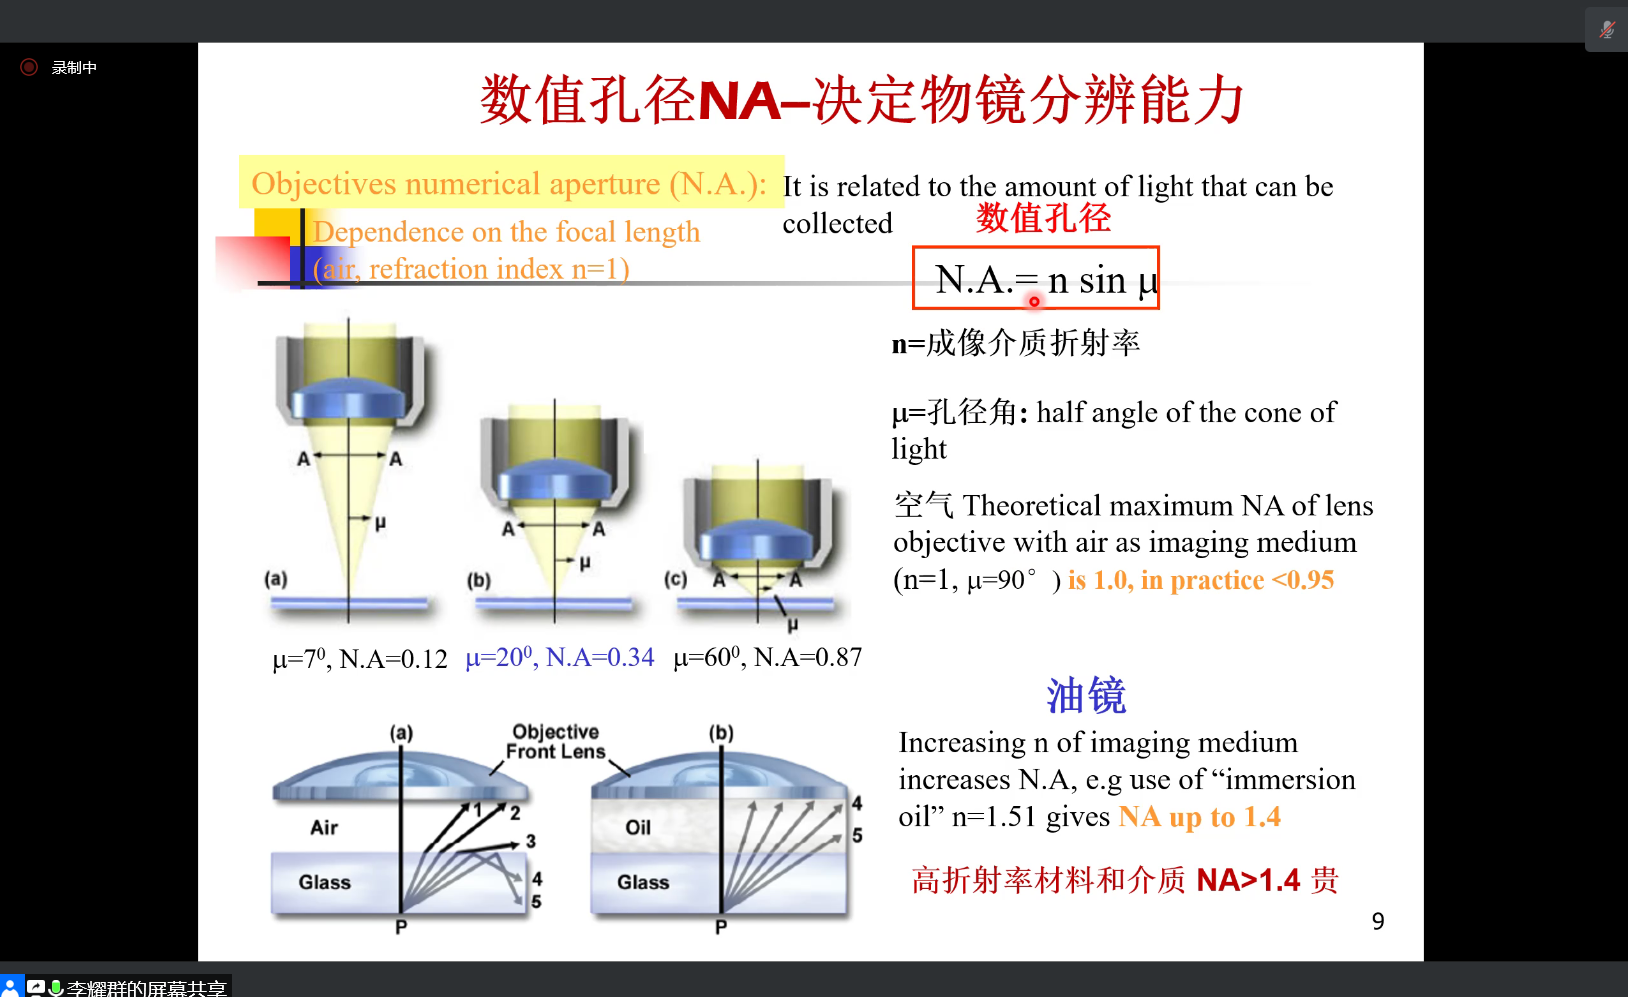 录制中
数值孔径NA–决定物镜分辨能力
Objectives numerical aperture (N.A.):
It is related to the amount of light that can be
collected
数值孔径
Dependence on the focal length
(air, refraction index n=1)
N.A.= n sin μ
n=成像介质折射率
μ=孔径角: half angle of the cone of
light
空气 Theoretical maximum NA of lens
objective with air as imaging medium
(n=1, μ=90° ) is 1.0, in practice <0.95
A A
μ
(a)
A A
μ
(b)
A A
μ
(c)
μ=7⁰, N.A=0.12
μ=20⁰, N.A=0.34
μ=60⁰, N.A=0.87
油镜
Increasing n of imaging medium
increases N.A, e.g use of “immersion
oil” n=1.51 gives NA up to 1.4
高折射率材料和介质 NA>1.4 贵
(a)
Objective
Front Lens
(b)
1
2
3
4
5
Air
Glass
P
4
5
Oil
Glass
P
9
李耀群的屏幕共享